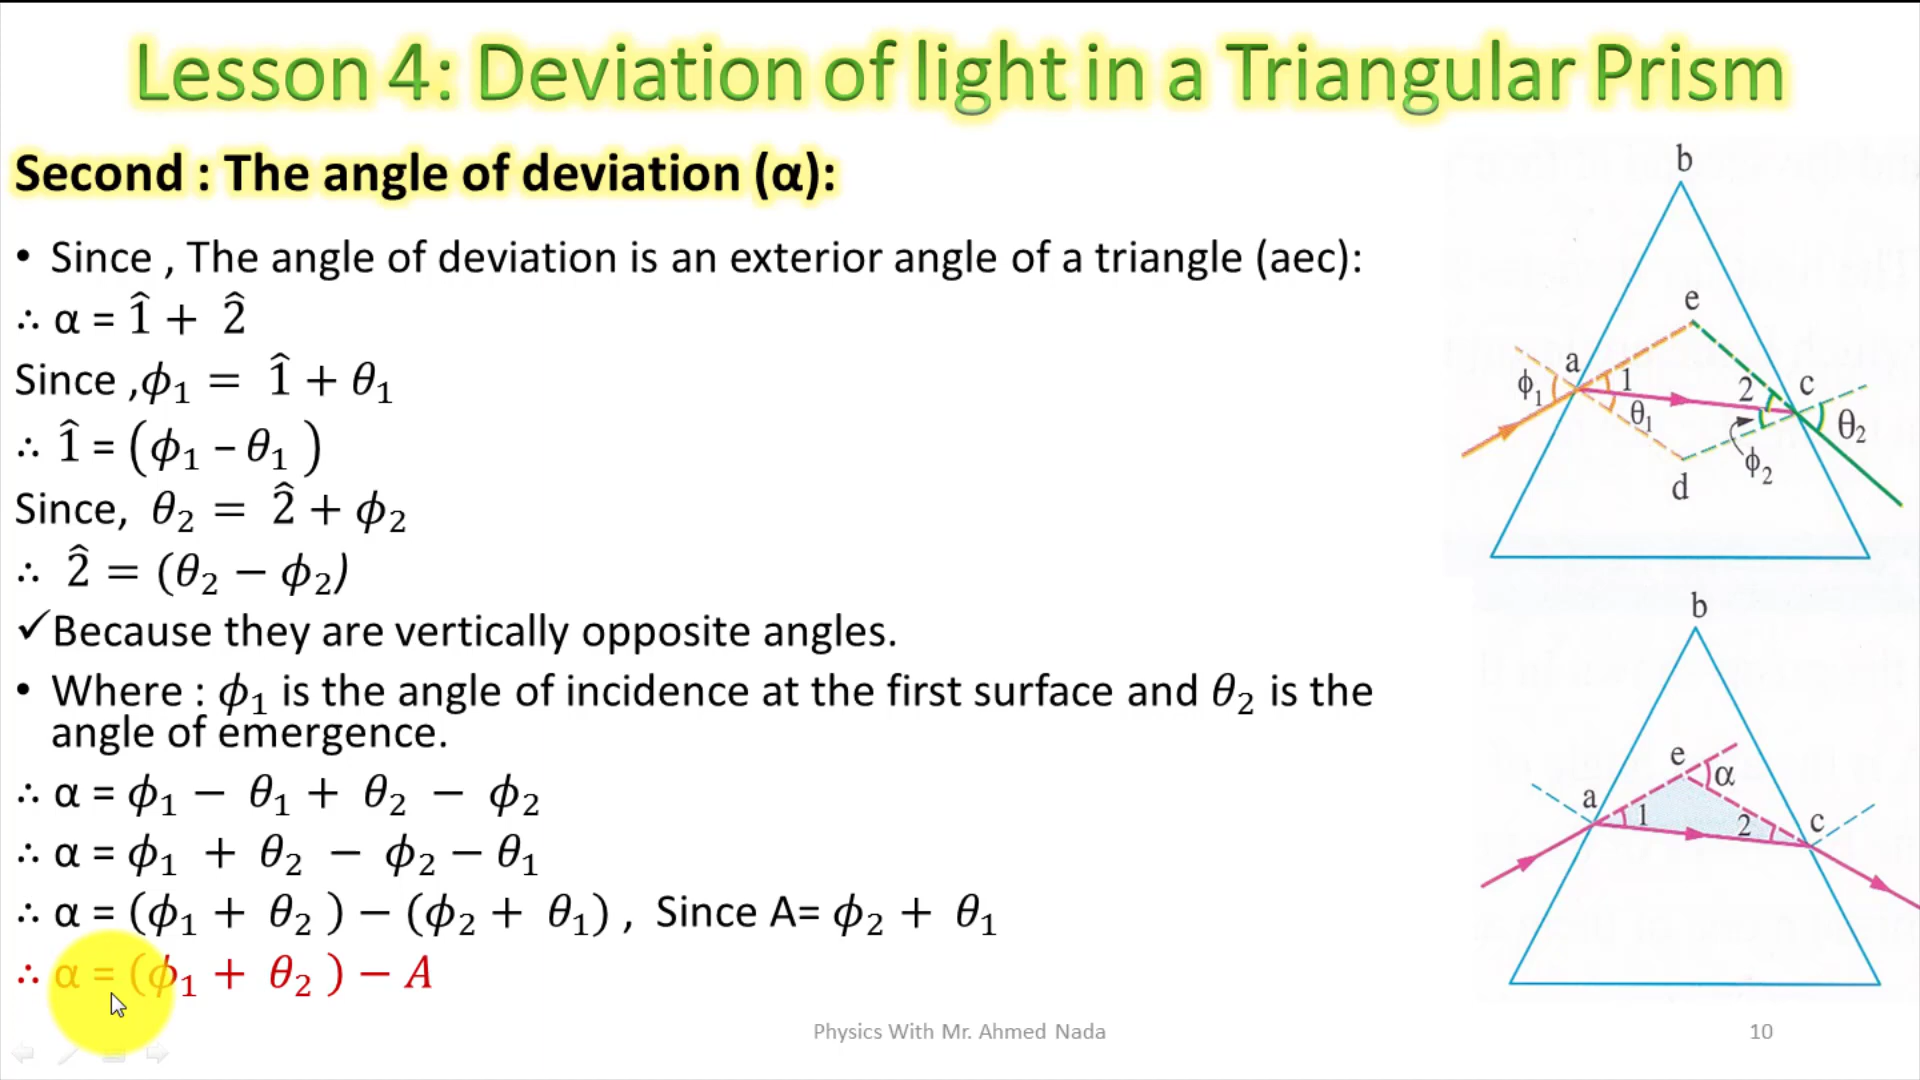 Lesson 4: Deviation of light in a Triangular Prism
Second : The angle of deviation (α):
• Since , The angle of deviation is an exterior angle of a triangle (aec):
∴ α = 1̂ + 2̂
Since ,ϕ₁ = 1̂ + θ₁
∴ 1̂ = (ϕ₁ – θ₁ )
Since, θ₂ = 2̂ + ϕ₂
∴ 2̂ = (θ₂ − ϕ₂)
✓Because they are vertically opposite angles.
• Where : ϕ₁ is the angle of incidence at the first surface and θ₂ is the
angle of emergence.
∴ α = ϕ₁ − θ₁ + θ₂ − ϕ₂
∴ α = ϕ₁ + θ₂ − ϕ₂ − θ₁
∴ α = (ϕ₁ + θ₂ ) − (ϕ₂ + θ₁) , Since A= ϕ₂ + θ₁
∴ α = (ϕ₁ + θ₂ ) − A
b
e
a
ϕ₁
1
θ₁
2
c
θ₂
ϕ₂
d
b
e
α
a
1
2
c
Physics With Mr. Ahmed Nada
10